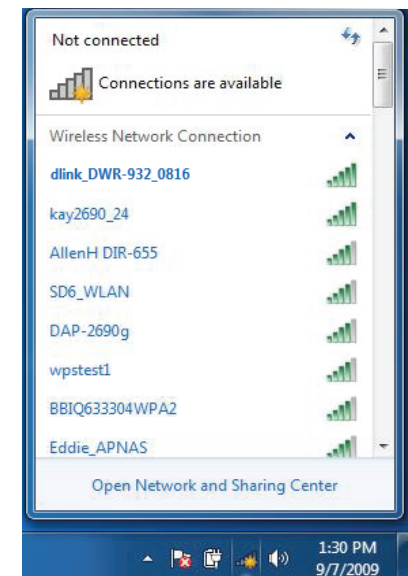 Not connected
Connections are available
Wireless Network Connection
dlink_DWR-932_0816
kay2690_24
AllenH DIR-655
SD6_WLAN
DAP-2690g
wpstest1
BBIQ633304WPA2
Eddie_APNAS
Open Network and Sharing Center
1:30 PM
9/7/2009